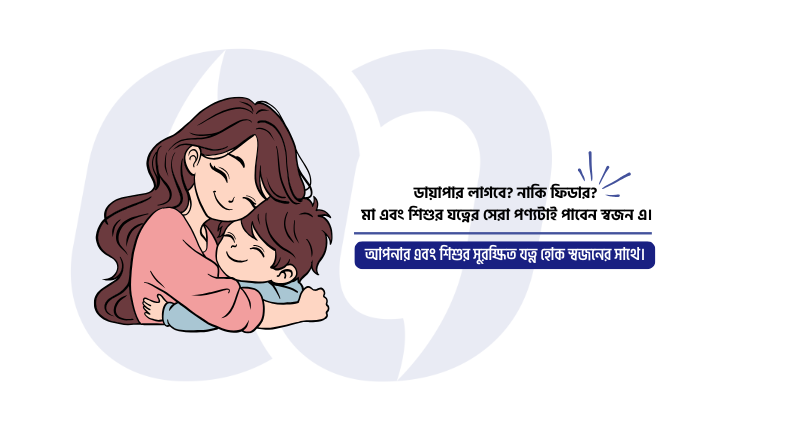 ডায়াপার লাগবে? নাকি ফিডার?
মা এবং শিশুর যত্নের সেরা পণ্যটাই পাবেন স্বজন এ।
আপনার এবং শিশুর সুরক্ষিত যত্ন হোক স্বজনের সাথে।